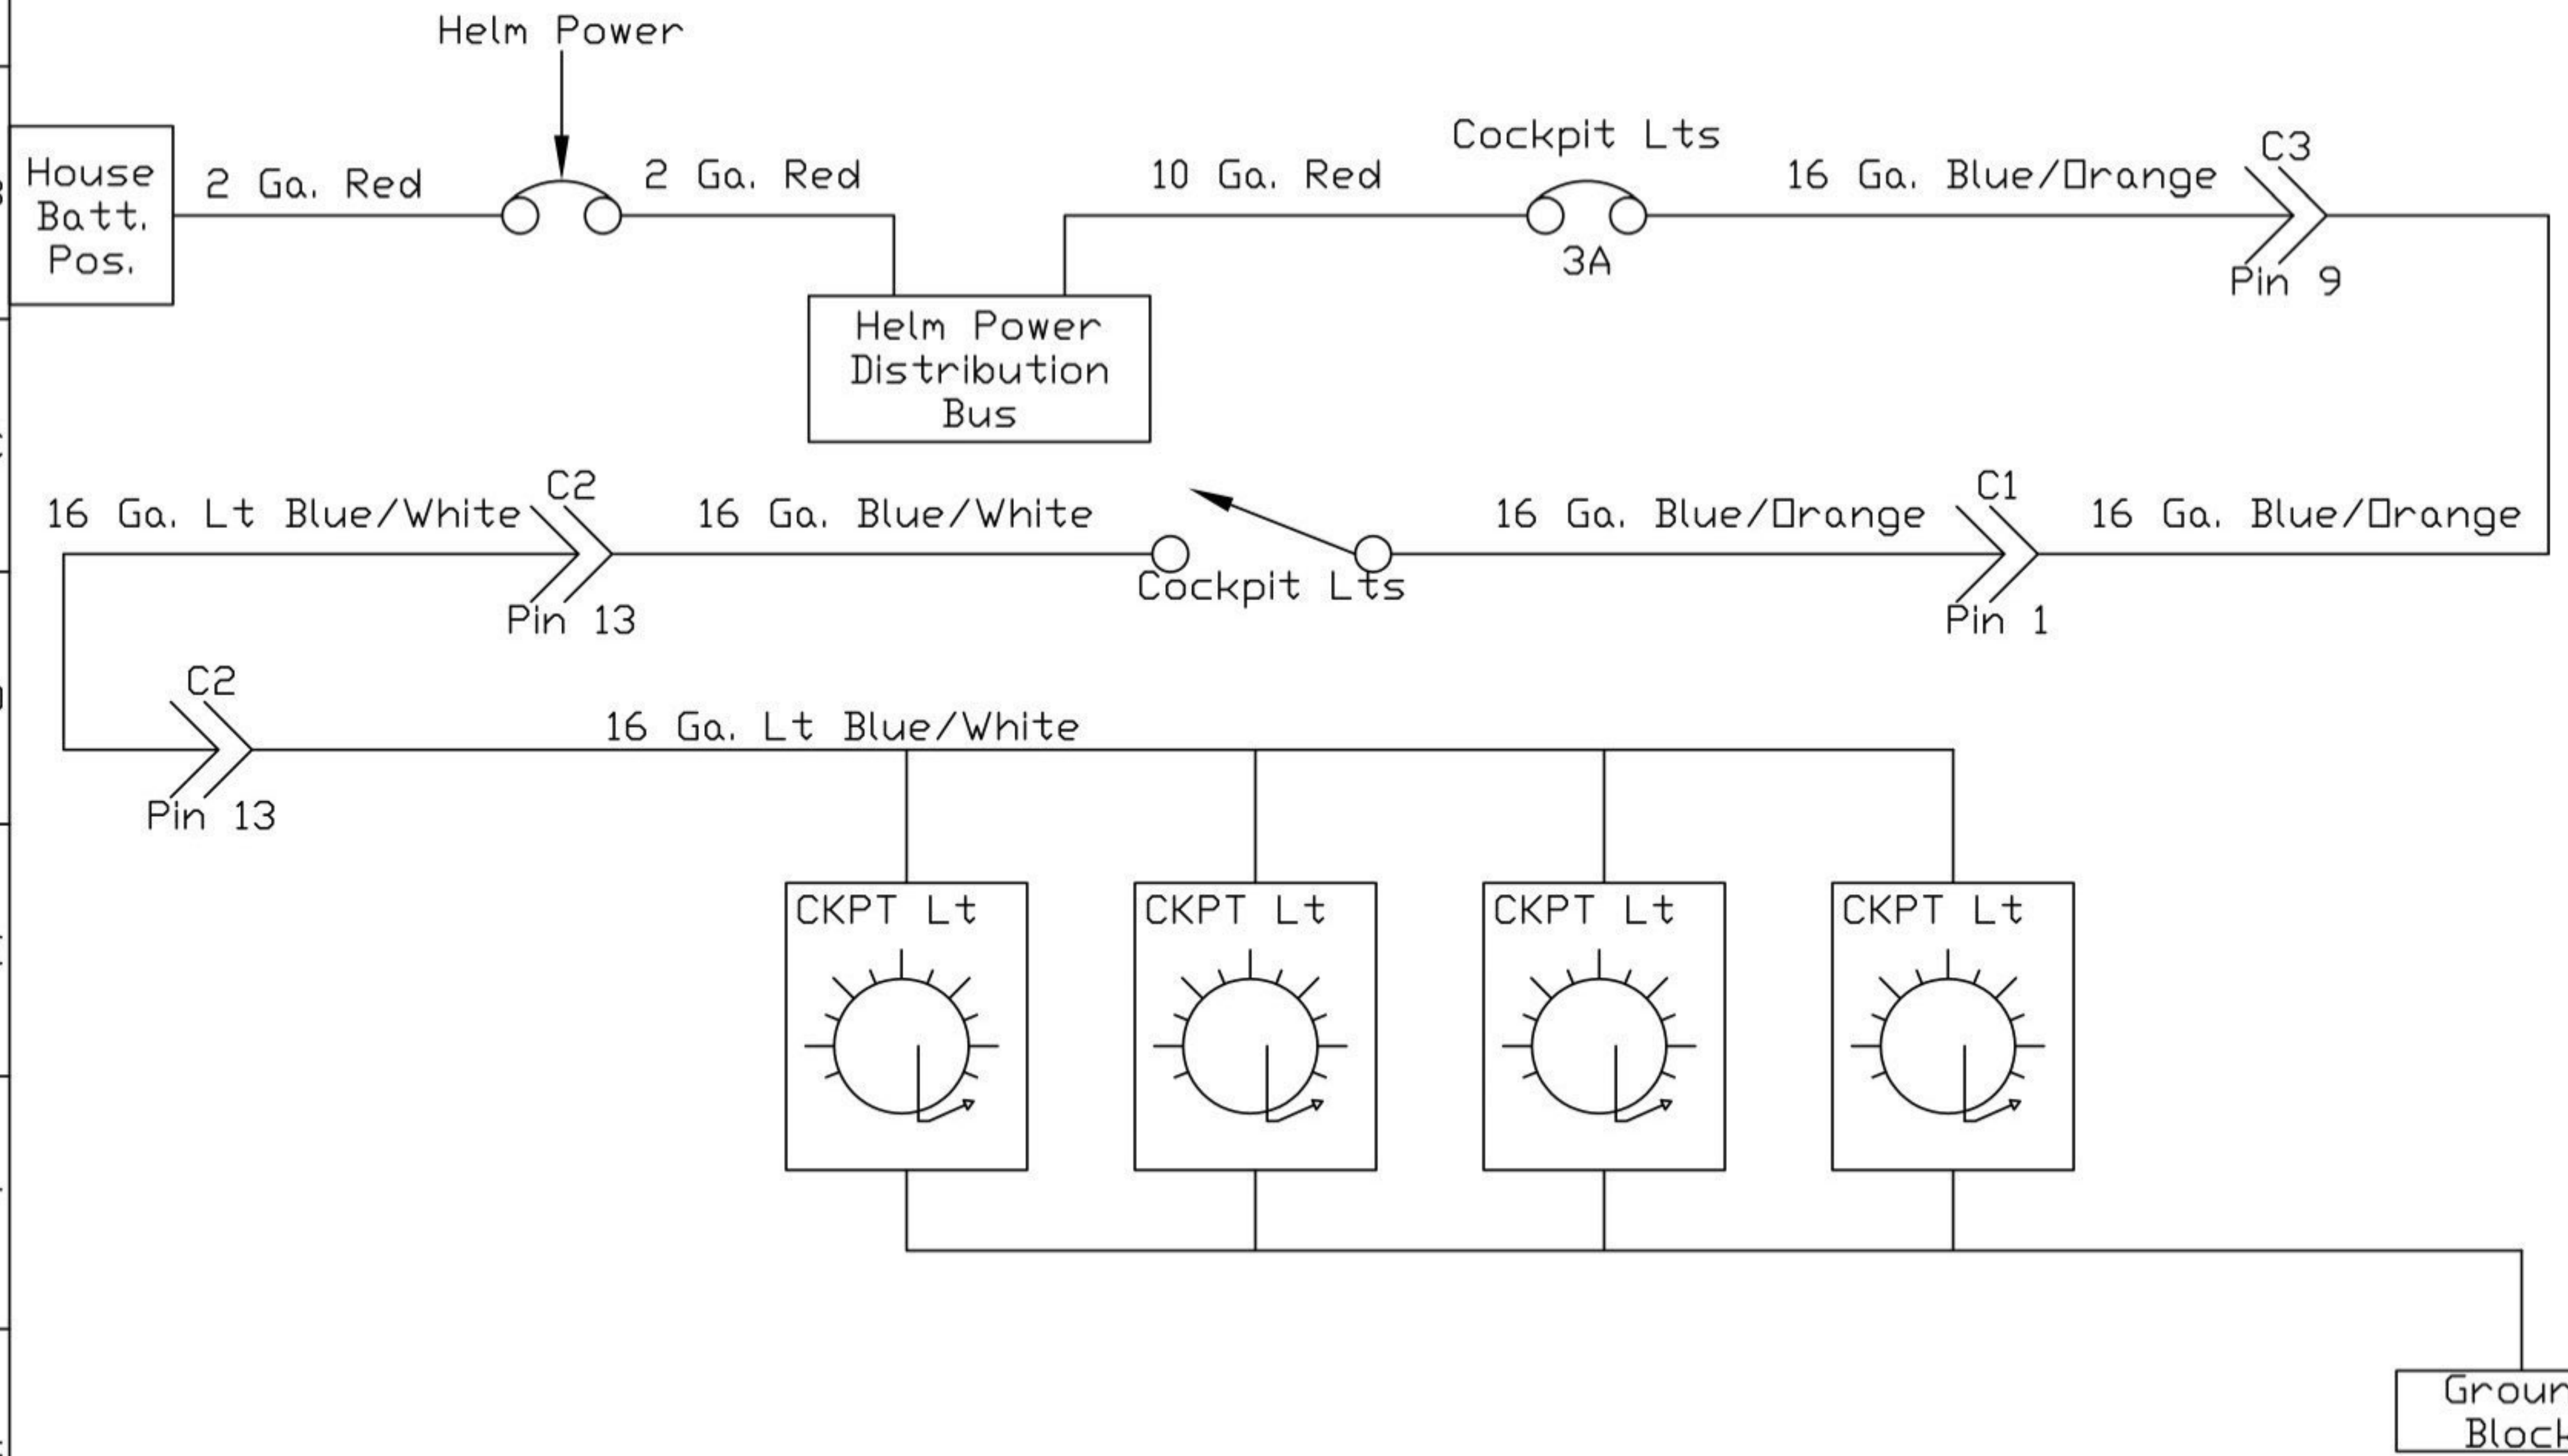 Helm Power
House
Batt.
Pos.
2 Ga. Red
2 Ga. Red
10 Ga. Red
Cockpit Lts
3A
16 Ga. Blue/Orange
C3
Pin 9
Helm Power
Distribution
Bus
16 Ga. Lt Blue/White
C2
Pin 13
16 Ga. Blue/White
Cockpit Lts
16 Ga. Blue/Orange
C1
Pin 1
16 Ga. Blue/Orange
C2
Pin 13
16 Ga. Lt Blue/White
CKPT Lt
CKPT Lt
CKPT Lt
CKPT Lt